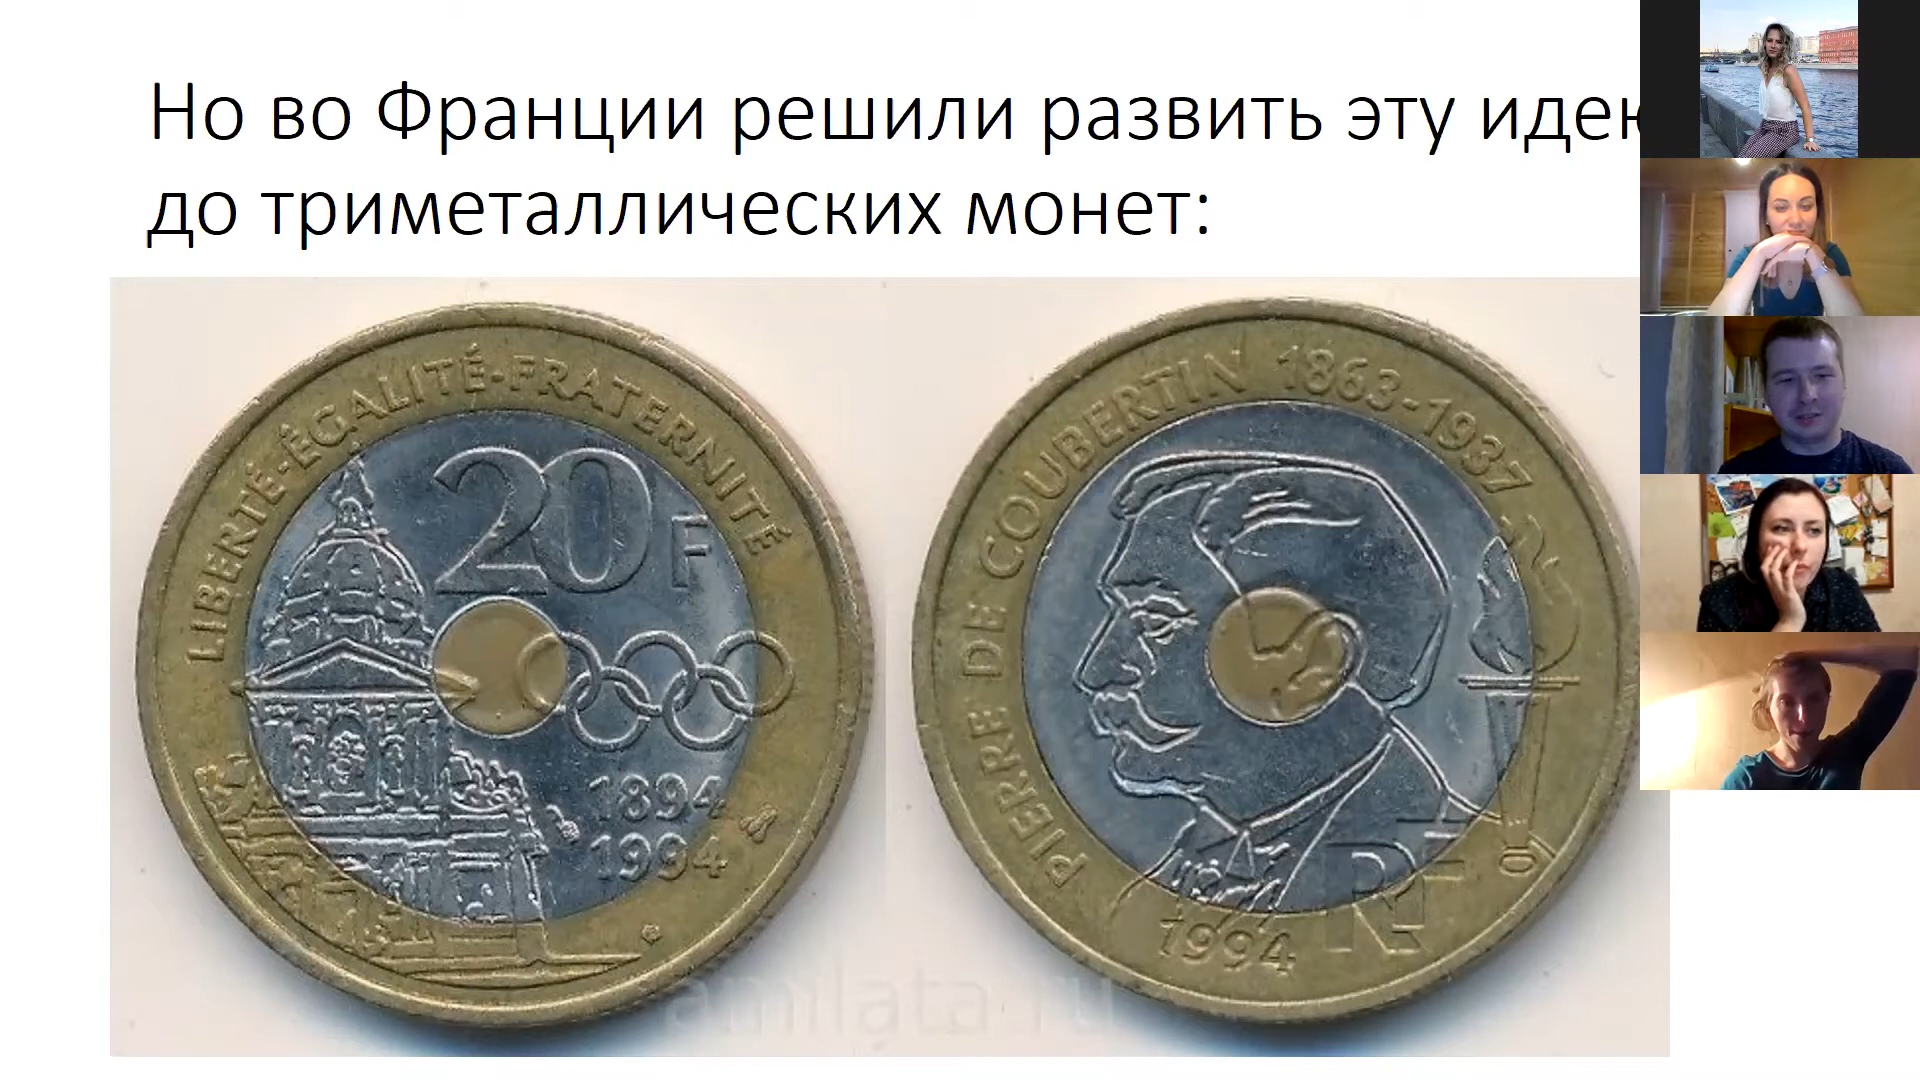 Но во Франции решили развить эту идею
до триметаллических монет:
LIBERTÉ-ÉGALITÉ-FRATERNITÉ
20 F
1894
1994
PIERRE DE COUBERTIN 1863-1937
RF
1994